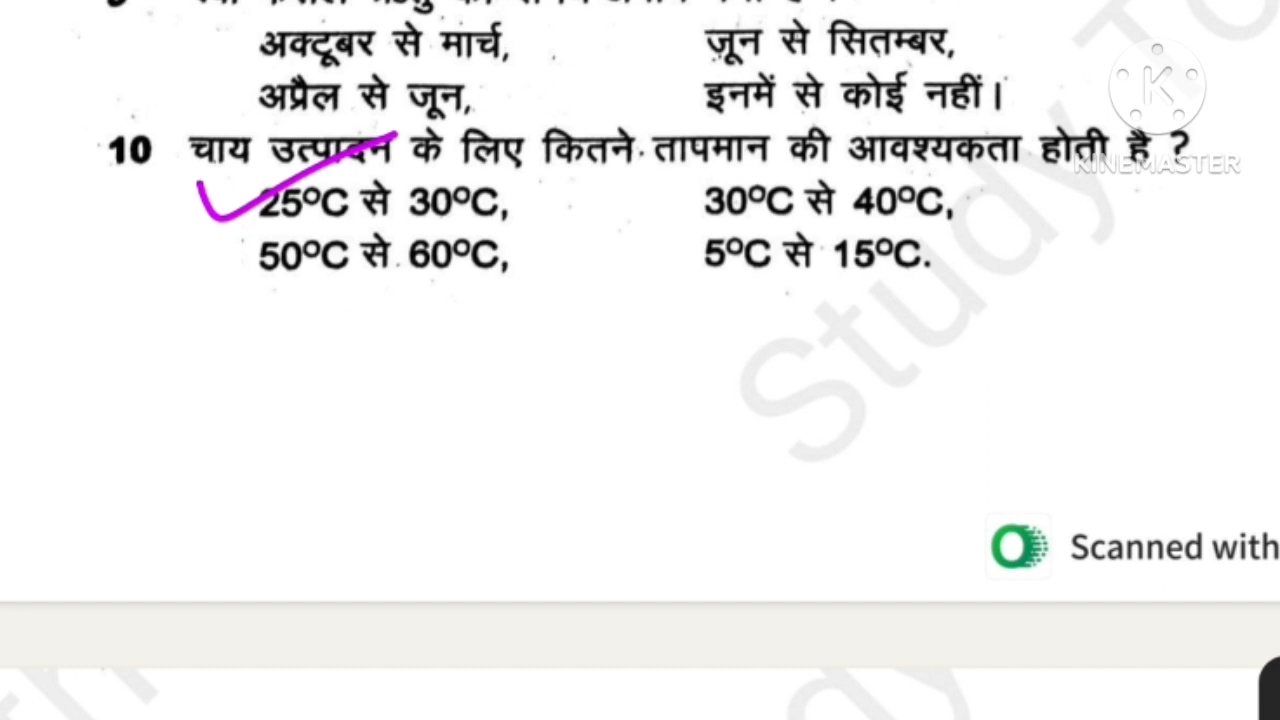 अक्टूबर से मार्च, जून से सितम्बर,
अप्रैल से जून, इनमें से कोई नहीं।
10 चाय उत्पादन के लिए कितने तापमान की आवश्यकता होती है ?
KINEMASTER
25°C से 30°C, 30°C से 40°C,
50°C से 60°C, 5°C से 15°C.
Study
Scanned with